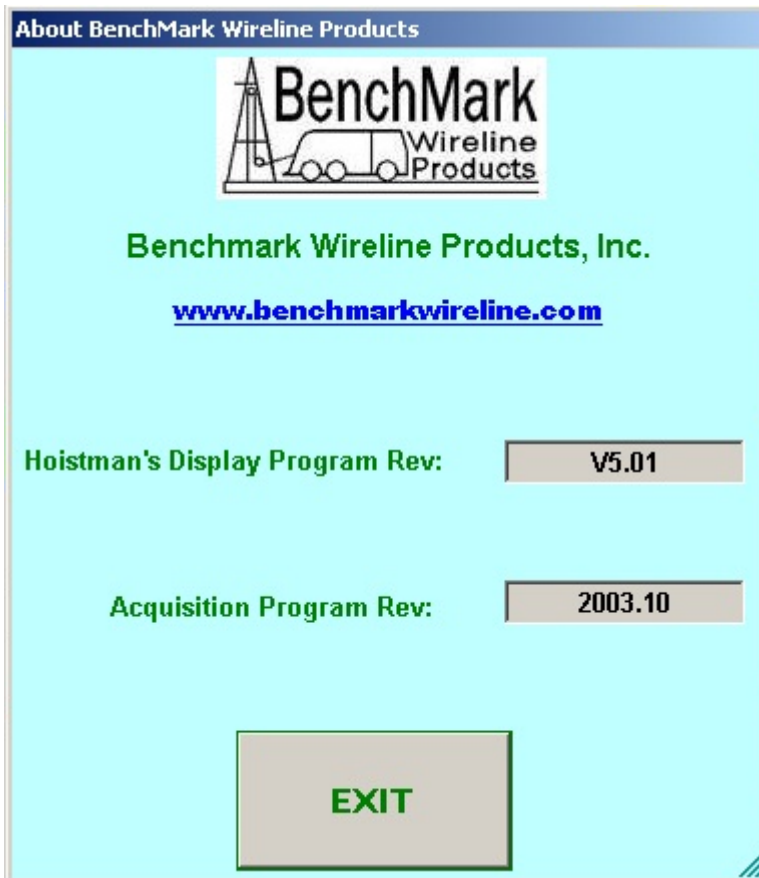 About BenchMark Wireline Products
BenchMark
Wireline
Products
Benchmark Wireline Products, Inc.
www.benchmarkwireline.com
Hoistman's Display Program Rev: V5.01
Acquisition Program Rev: 2003.10
EXIT